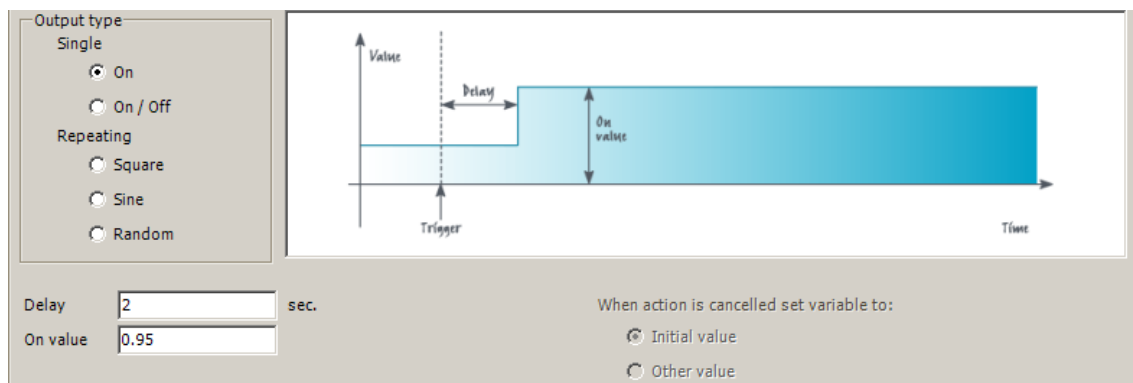 Output type
Single
On
On / Off
Repeating
Square
Sine
Random
Value
Delay
On
value
Trigger
Time
Delay 2 sec.
On value 0.95
When action is cancelled set variable to:
Initial value
Other value